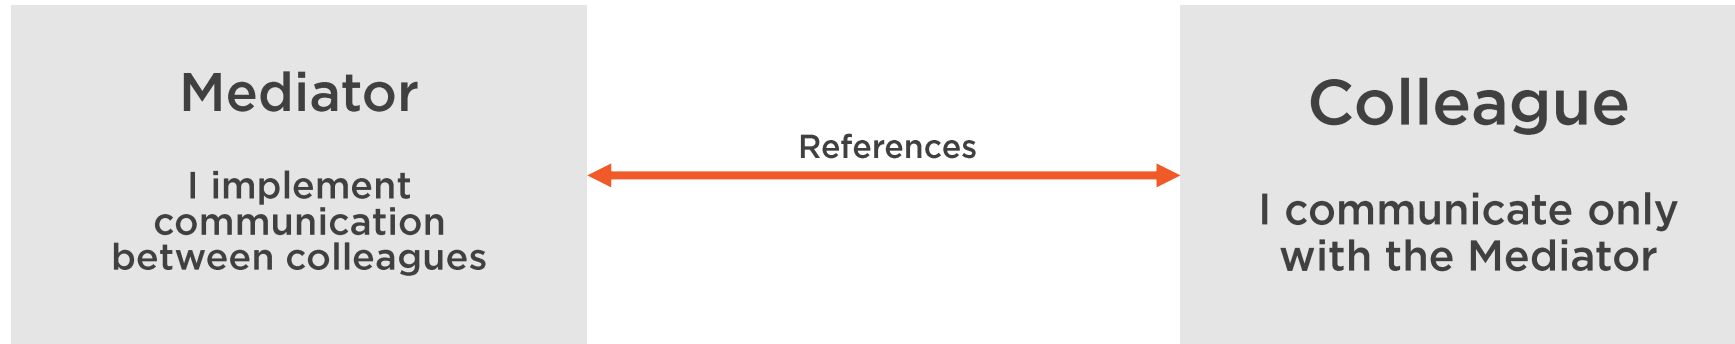 Mediator
I implement
communication
between colleagues
References
Colleague
I communicate only
with the Mediator